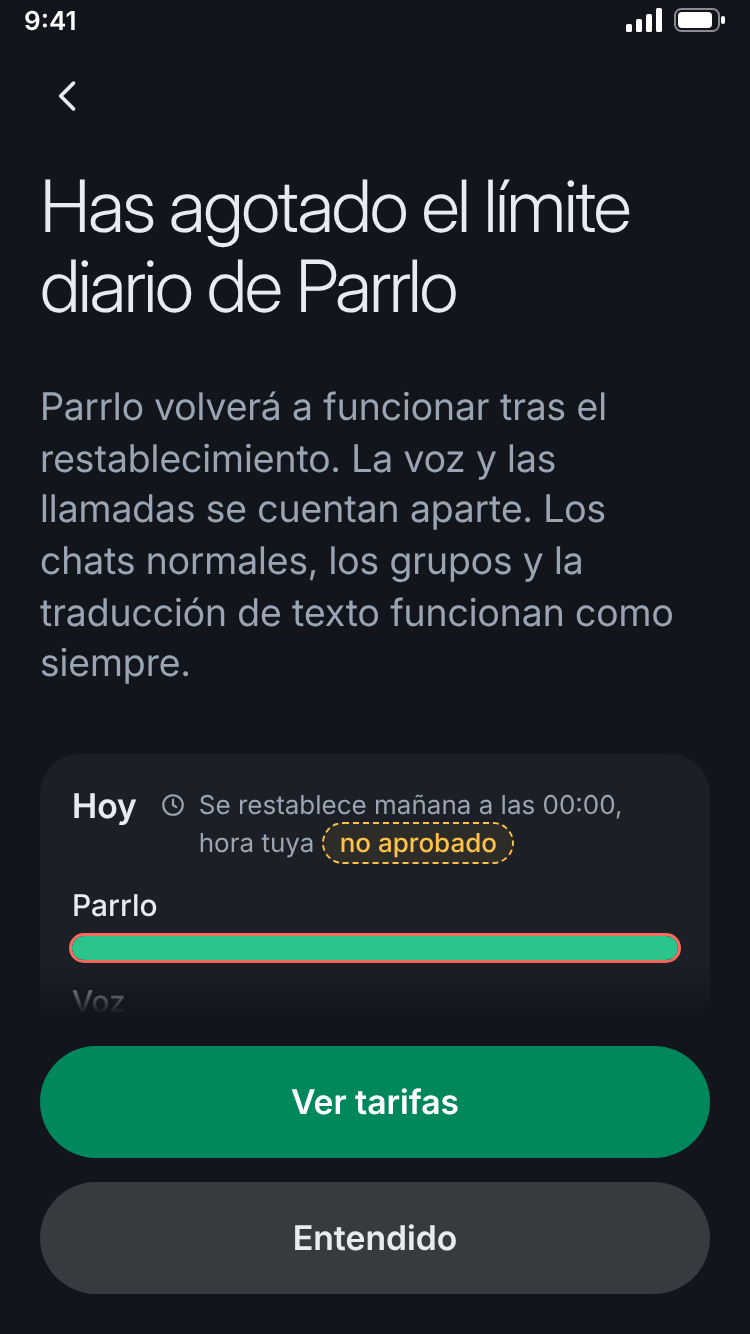 9:41
Has agotado el límite
diario de Parrlo
Parrlo volverá a funcionar tras el
restablecimiento. La voz y las
llamadas se cuentan aparte. Los
chats normales, los grupos y la
traducción de texto funcionan como
siempre.
Hoy Se restablece mañana a las 00:00,
hora tuya no aprobado
Parrlo
Voz
Ver tarifas
Entendido